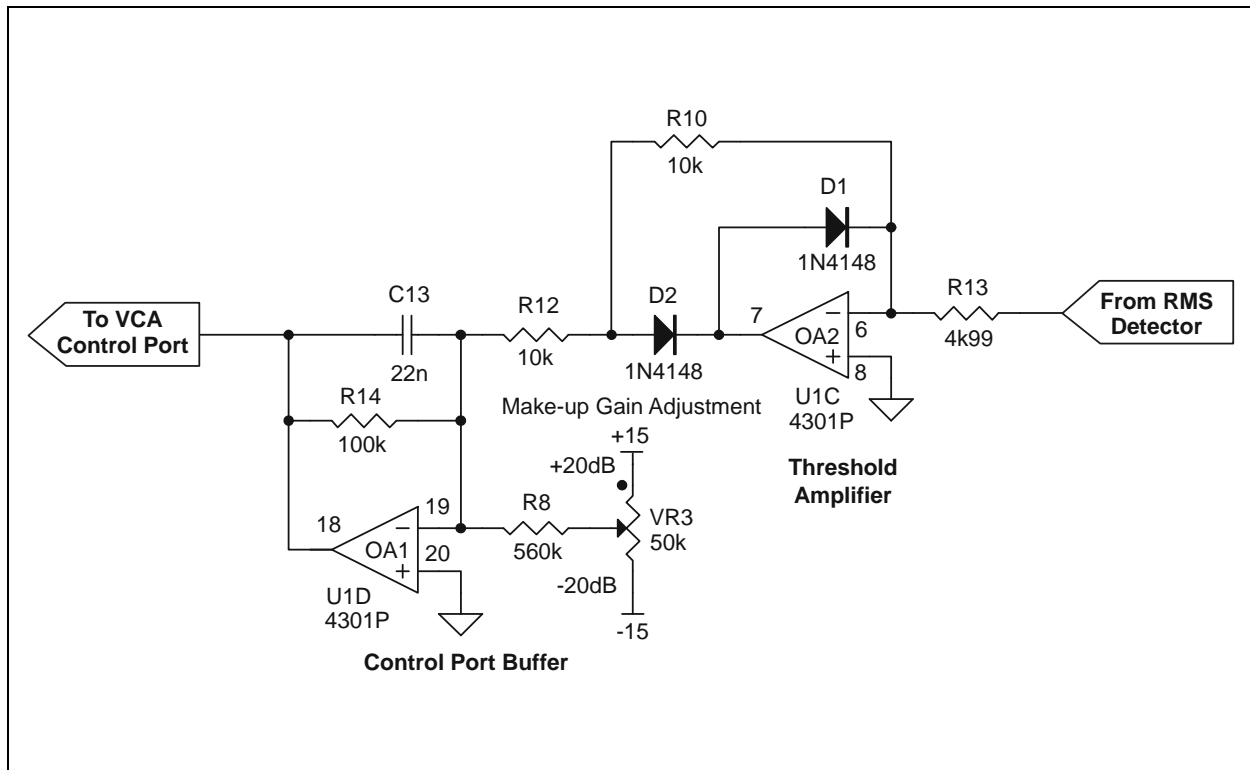 R10
10k
D1
1N4148
C13
22n
R12
10k
D2
1N4148
R13
4k99
To VCA
Control Port
From RMS
Detector
7
6
8
OA2
−
+
U1C
4301P
Threshold
Amplifier
R14
100k
Make-up Gain Adjustment
+15
+20dB
R8
560k
VR3
50k
-20dB
-15
18
19
20
OA1
−
+
U1D
4301P
Control Port Buffer